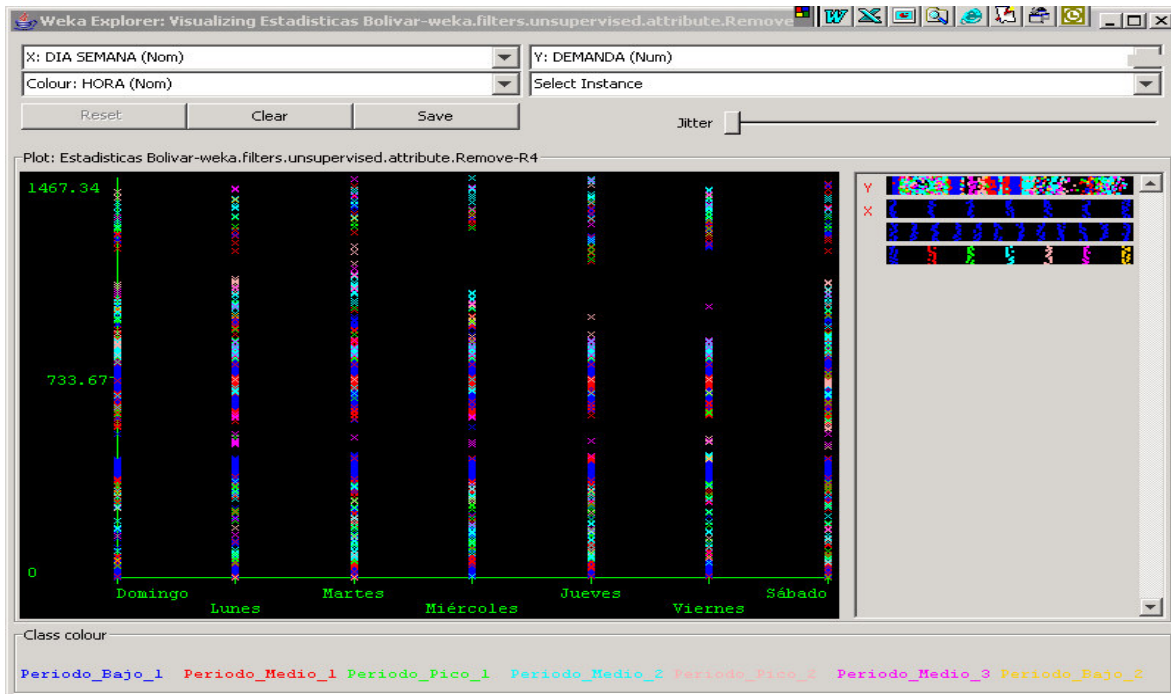 Weka Explorer: Visualizing Estadisticas Bolivar-weka.filters.unsupervised.attribute.Remove
X: DIA SEMANA (Nom)
Y: DEMANDA (Num)
Colour: HORA (Nom)
Select Instance
Reset
Clear
Save
Jitter
Plot: Estadisticas Bolivar-weka.filters.unsupervised.attribute.Remove-R4
1467.34
733.67
0
Domingo
Lunes
Martes
Miércoles
Jueves
Viernes
Sábado
Y
X
Class colour
Periodo_Bajo_1 Periodo_Medio_1 Periodo_Pico_1 Periodo_Medio_2 Periodo_Pico_2 Periodo_Medio_3 Periodo_Bajo_2